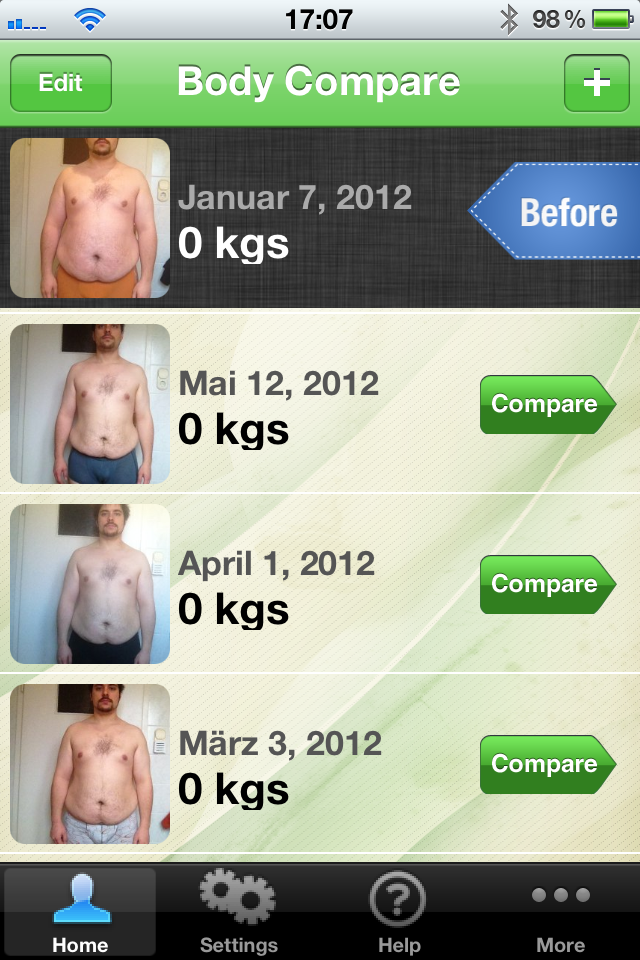 17:07 98 %
Edit Body Compare +
Januar 7, 2012
0 kgs
Before
Mai 12, 2012
0 kgs
Compare
April 1, 2012
0 kgs
Compare
März 3, 2012
0 kgs
Compare
Home Settings Help More